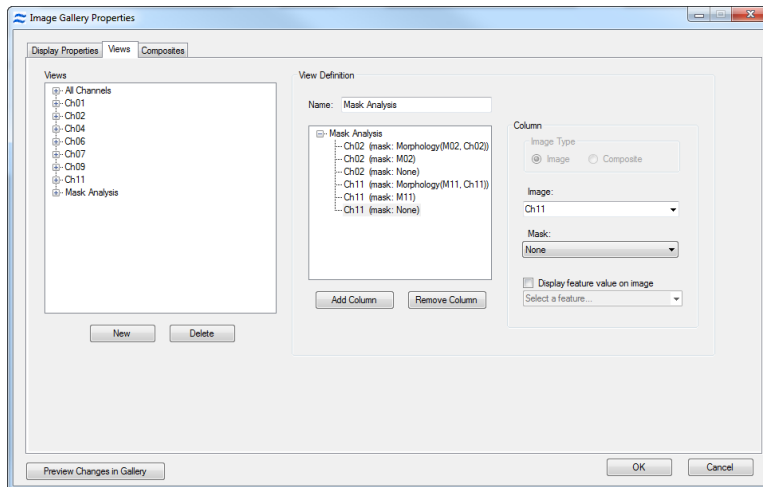 Image Gallery Properties
Display Properties Views Composites
Views
All Channels
Ch01
Ch02
Ch04
Ch06
Ch07
Ch09
Ch11
Mask Analysis
New Delete
View Definition
Name: Mask Analysis
Mask Analysis
Ch02 (mask: Morphology(M02, Ch02))
Ch02 (mask: M02)
Ch02 (mask: None)
Ch11 (mask: Morphology(M11, Ch11))
Ch11 (mask: M11)
Ch11 (mask: None)
Add Column Remove Column
Column
Image Type
Image Composite
Image:
Ch11
Mask:
None
Display feature value on image
Select a feature...
Preview Changes in Gallery OK Cancel